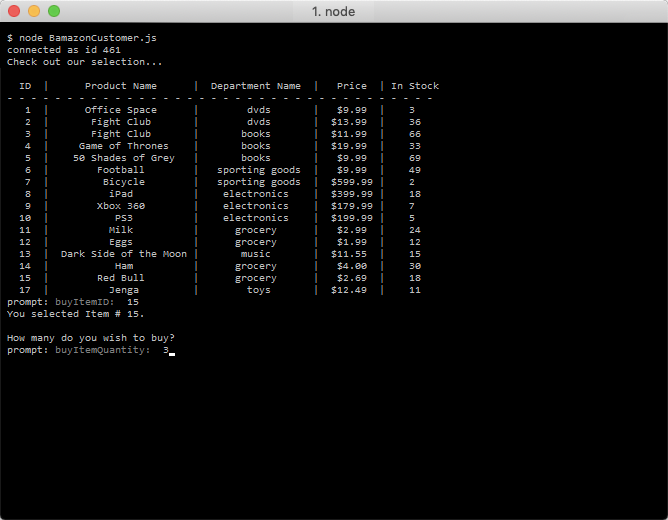 1. node
$ node BamazonCustomer.js
connected as id 461
Check out our selection...
ID | Product Name | Department Name | Price | In Stock
- - - - - - - - - - - - - - - - - - - - - - - - - - - - - - - - - - - -
1 | Office Space | dvds | $9.99 | 3
2 | Fight Club | dvds | $13.99 | 36
3 | Fight Club | books | $11.99 | 66
4 | Game of Thrones | books | $19.99 | 33
5 | 50 Shades of Grey | books | $9.99 | 69
6 | Football | sporting goods | $9.99 | 49
7 | Bicycle | sporting goods | $599.99 | 2
8 | iPad | electronics | $399.99 | 18
9 | Xbox 360 | electronics | $179.99 | 7
10 | PS3 | electronics | $199.99 | 5
11 | Milk | grocery | $2.99 | 24
12 | Eggs | grocery | $1.99 | 12
13 | Dark Side of the Moon | music | $11.55 | 15
14 | Ham | grocery | $4.00 | 30
15 | Red Bull | grocery | $2.69 | 18
17 | Jenga | toys | $12.49 | 11
prompt: buyItemID: 15
You selected Item # 15.
How many do you wish to buy?
prompt: buyItemQuantity: 3